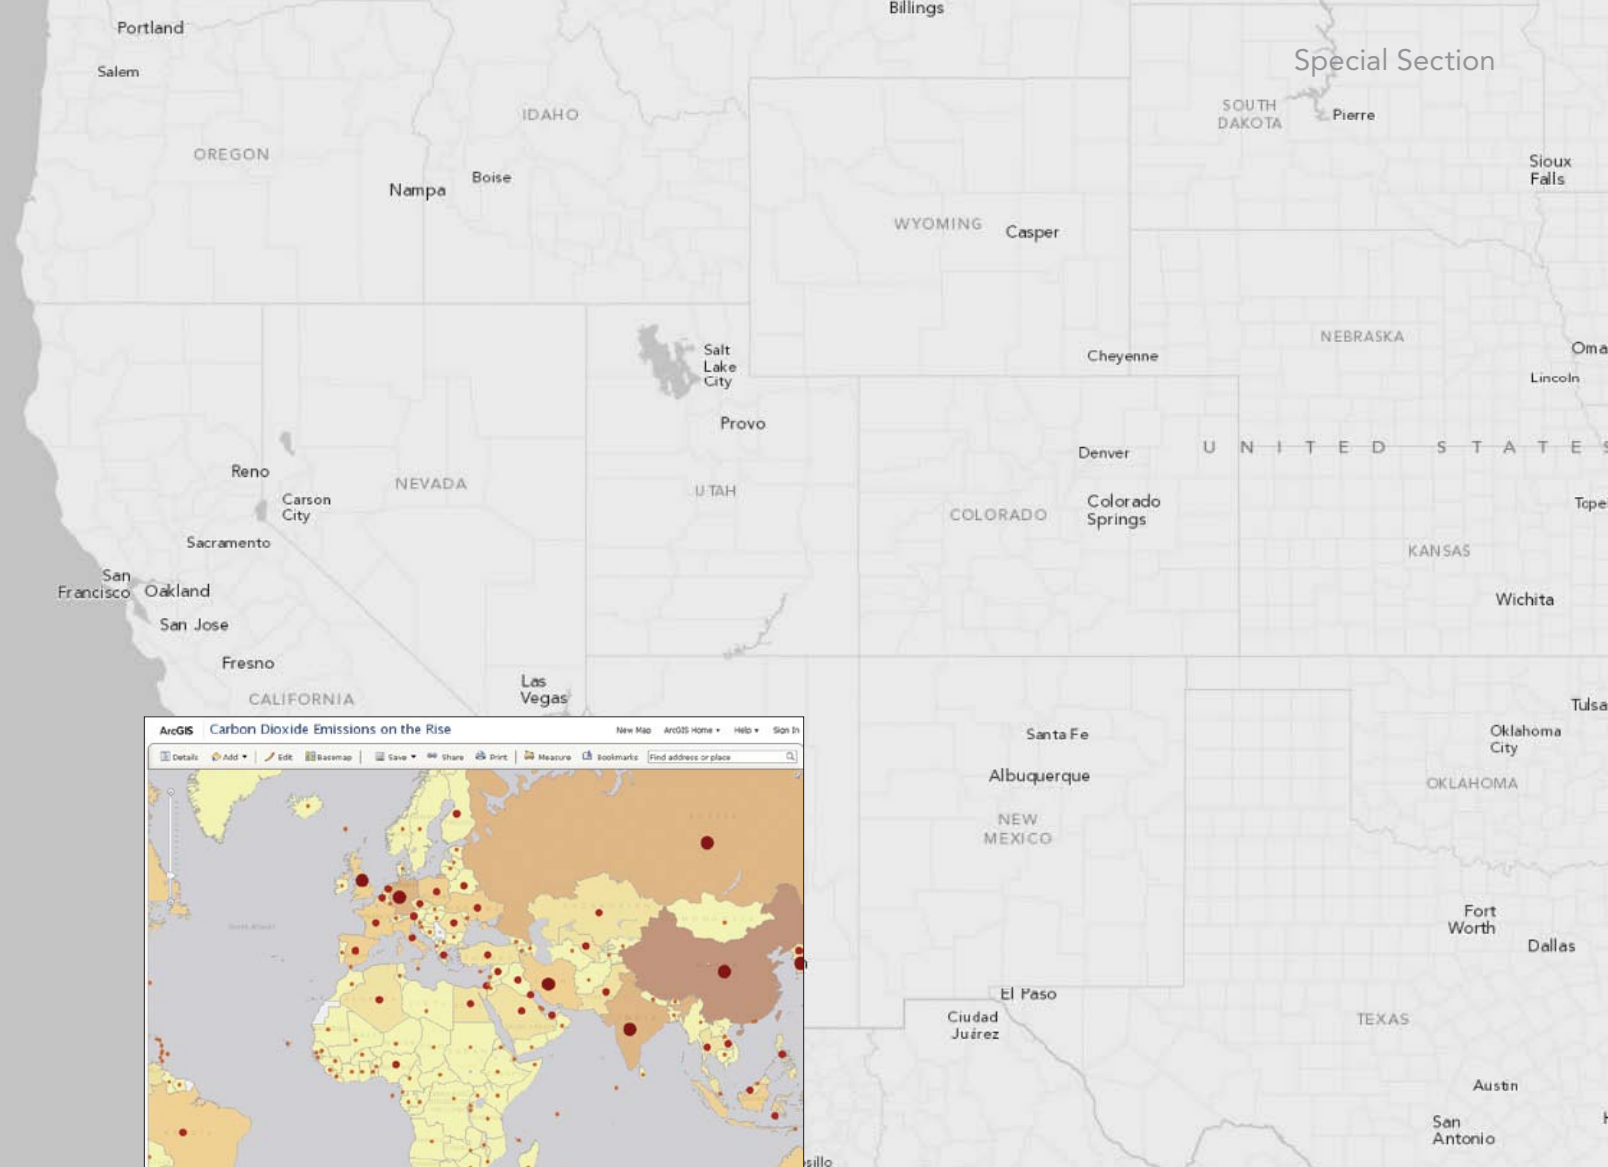 Billings
Portland
Special Section
Salem
SOUTH
DAKOTA
Pierre
IDAHO
OREGON
Sioux
Falls
Boise
Nampa
WYOMING
Casper
NEBRASKA
Salt
Lake
City
Oma
Cheyenne
Lincoln
Provo
UNITED STATES
Denver
Reno
NEVADA
UTAH
Carson
City
Colorado
Springs
COLORADO
Tope
Sacramento
KANSAS
San
Francisco
Oakland
Wichita
San Jose
Fresno
Las
Vegas
CALIFORNIA
Tulsa
ArcGIS Carbon Dioxide Emissions on the Rise New Map ArcGIS Home Help Sign In
Details Add Edit Basemap Save Share Print Measure Bookmarks Find address or place
Santa Fe
Oklahoma
City
Albuquerque
OKLAHOMA
NEW
MEXICO
Fort
Worth
Dallas
El Paso
Ciudad
Juárez
TEXAS
Austin
San
Antonio
sillo